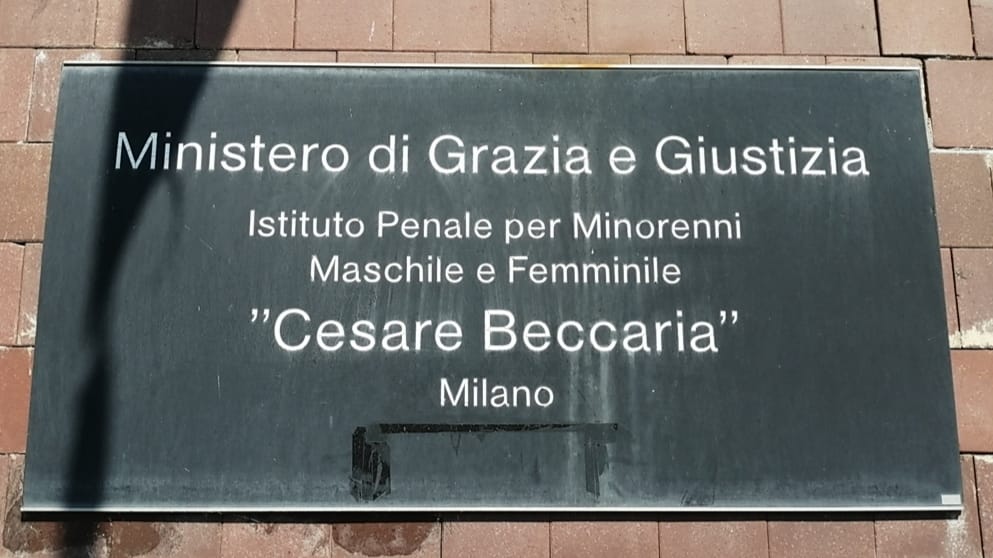 Ministero di Grazia e Giustizia
Istituto Penale per Minorenni
Maschile e Femminile
"Cesare Beccaria"
Milano